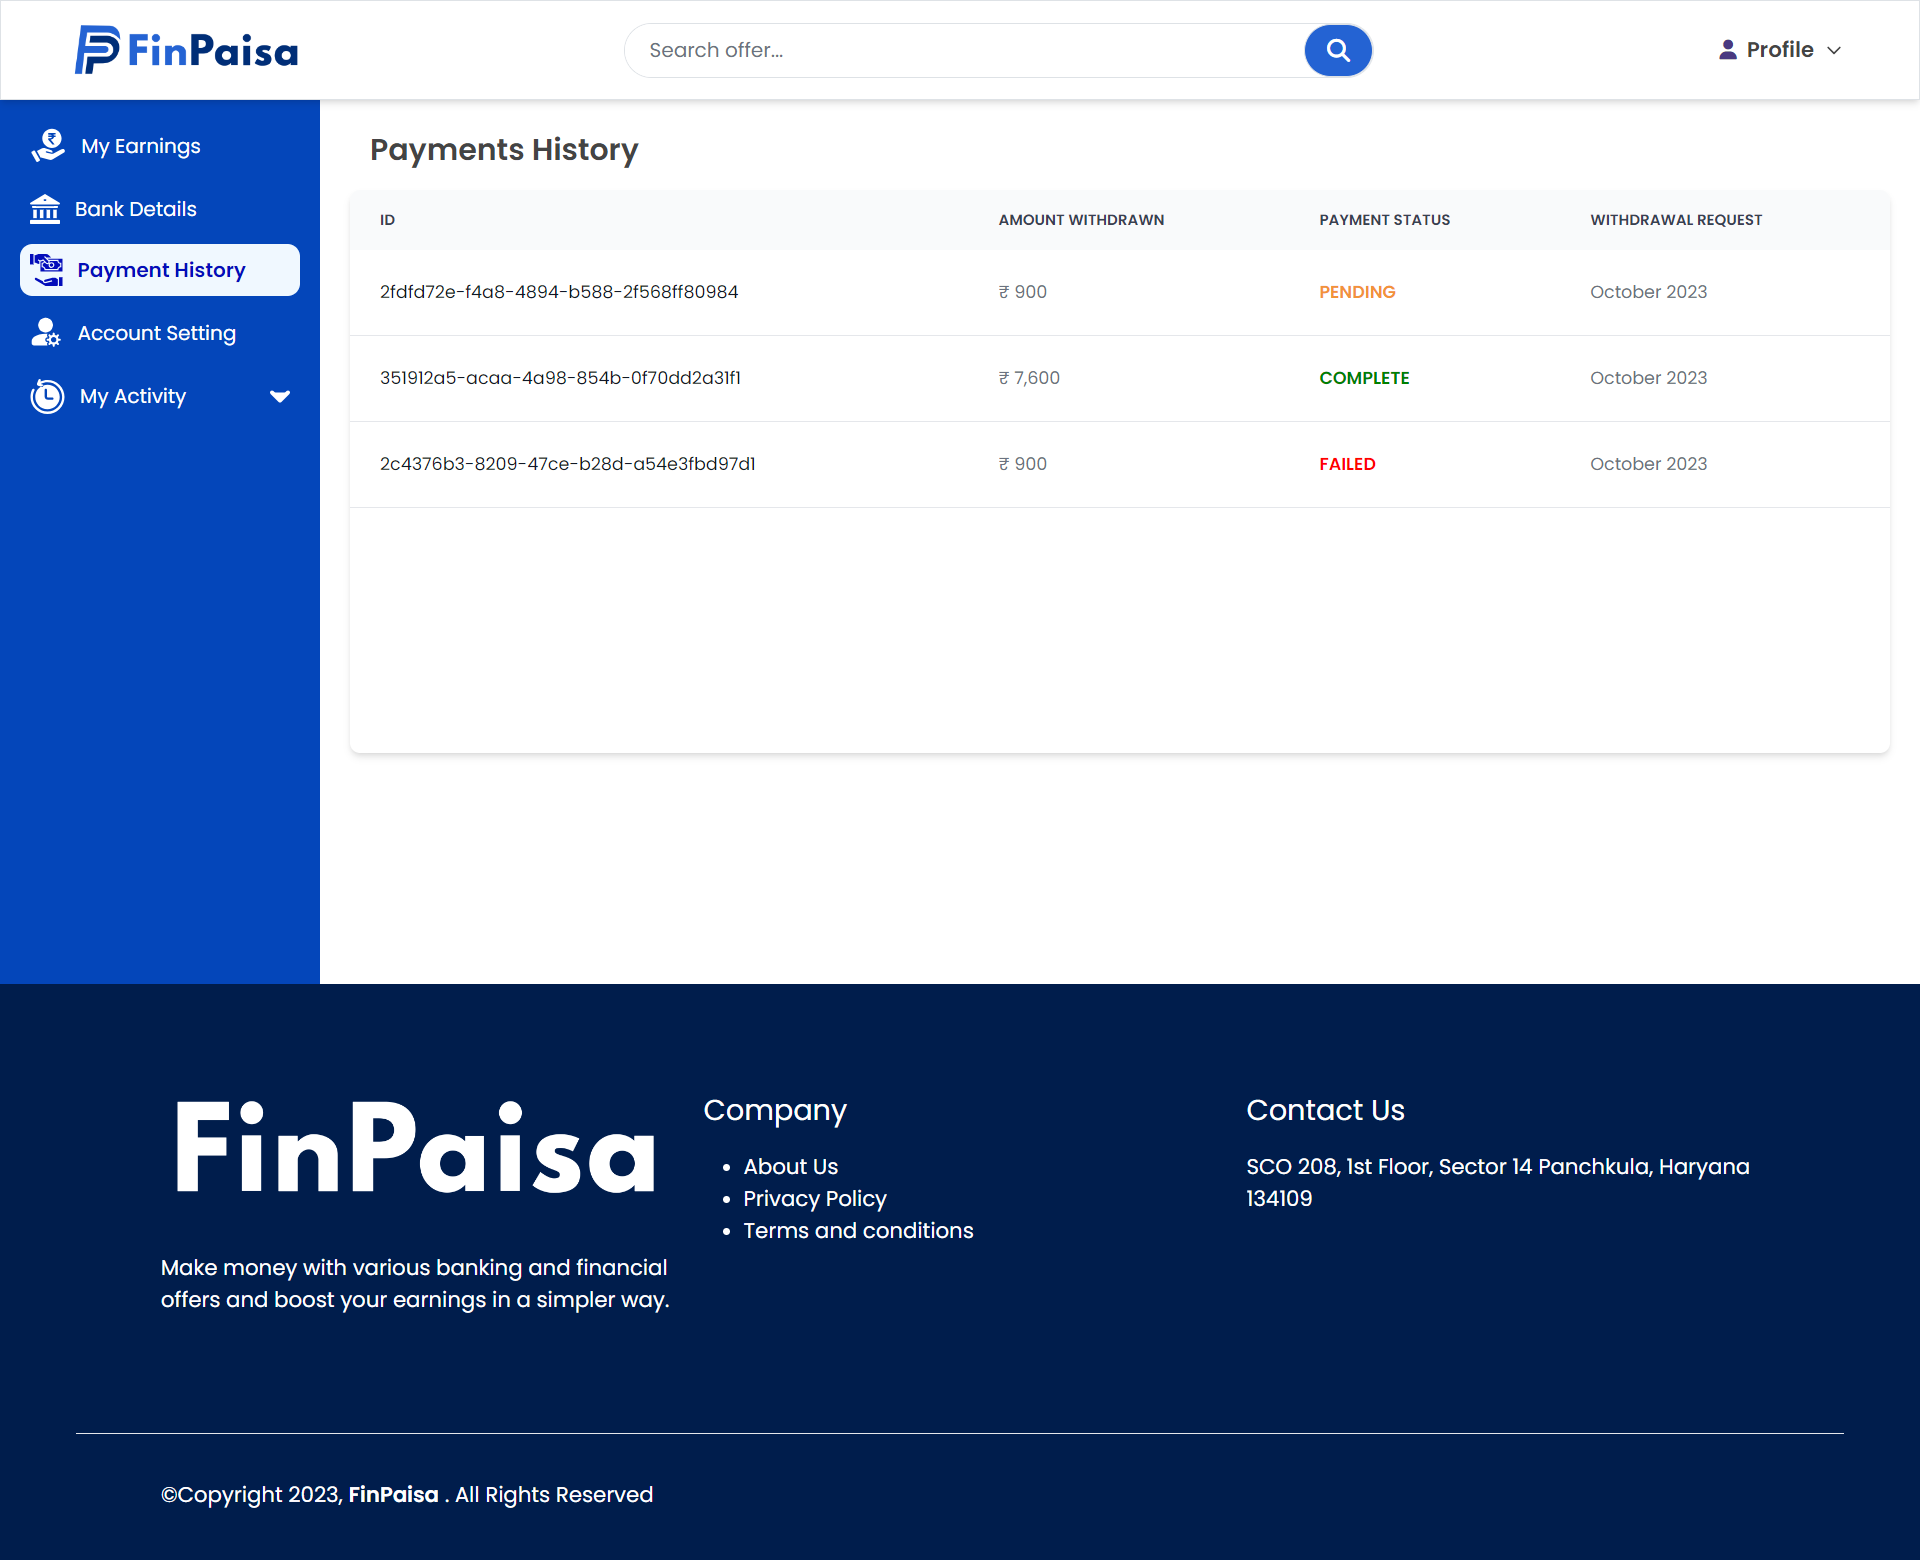 FinPaisa
Search offer...
Profile
My Earnings
Bank Details
Payment History
Account Setting
My Activity
Payments History
ID AMOUNT WITHDRAWN PAYMENT STATUS WITHDRAWAL REQUEST
2fdfd72e-f4a8-4894-b588-2f568ff80984 ₹ 900 PENDING October 2023
351912a5-acaa-4a98-854b-0f70dd2a31f1 ₹ 7,600 COMPLETE October 2023
2c4376b3-8209-47ce-b28d-a54e3fbd97d1 ₹ 900 FAILED October 2023
FinPaisa
Make money with various banking and financial
offers and boost your earnings in a simpler way.
Company
• About Us
• Privacy Policy
• Terms and conditions
Contact Us
SCO 208, 1st Floor, Sector 14 Panchkula, Haryana
134109
©Copyright 2023, FinPaisa . All Rights Reserved